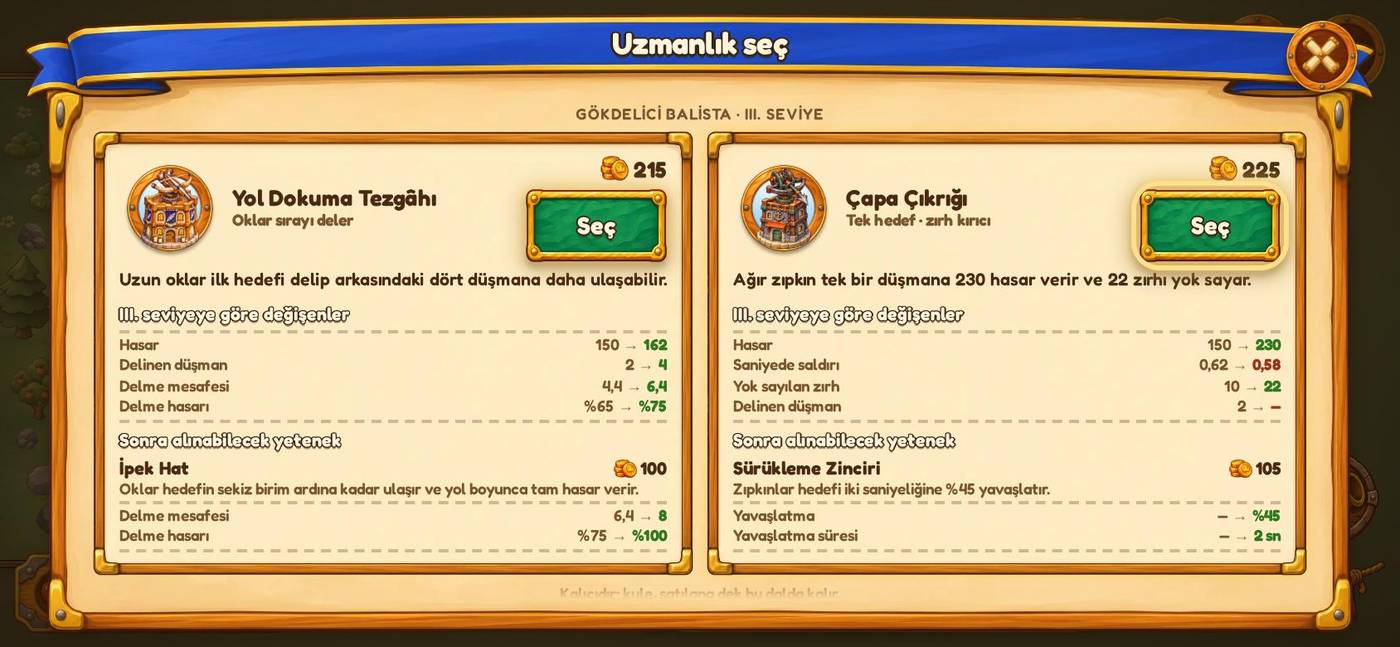 Uzmanlık seç
GÖKDELİCİ BALİSTA · III. SEVİYE
215
Yol Dokuma Tezgâhı
Oklar sırayı deler
Seç
Uzun oklar ilk hedefi delip arkasındaki dört düşmana daha ulaşabilir.
III. seviyeye göre değişenler
Hasar 150 → 162
Delinen düşman 2 → 4
Delme mesafesi 4,4 → 6,4
Delme hasarı %65 → %75
Sonra alınabilecek yetenek
İpek Hat 100
Oklar hedefin sekiz birim ardına kadar ulaşır ve yol boyunca tam hasar verir.
Delme mesafesi 6,4 → 8
Delme hasarı %75 → %100
225
Çapa Çıkrığı
Tek hedef · zırh kırıcı
Seç
Ağır zıpkın tek bir düşmana 230 hasar verir ve 22 zırhı yok sayar.
III. seviyeye göre değişenler
Hasar 150 → 230
Saniyede saldırı 0,62 → 0,58
Yok sayılan zırh 10 → 22
Delinen düşman 2 → –
Sonra alınabilecek yetenek
Sürükleme Zinciri 105
Zıpkınlar hedefi iki saniyeliğine %45 yavaşlatır.
Yavaşlatma – → %45
Yavaşlatma süresi – → 2 sn
Kalıcıdır: kule, satılana dek bu dalda kalır.